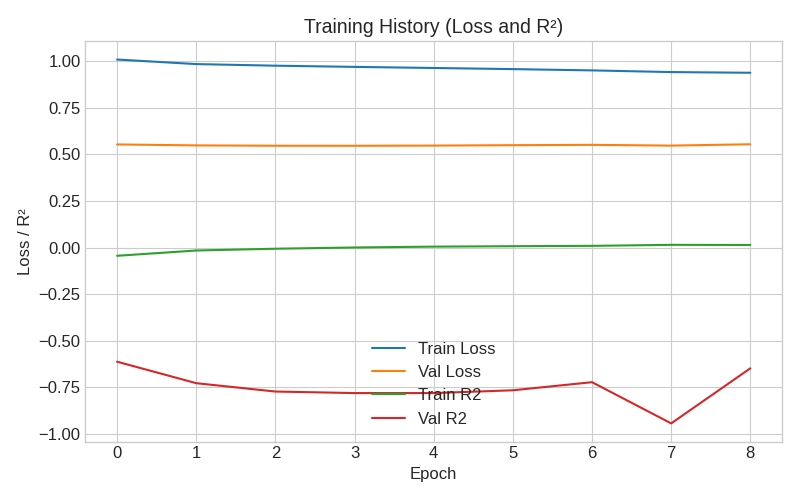 Training History (Loss and R²)
1.00
0.75
0.50
0.25
0.00
−0.25
−0.50
−0.75
−1.00
Loss / R²
Train Loss
Val Loss
Train R2
Val R2
0 1 2 3 4 5 6 7 8
Epoch